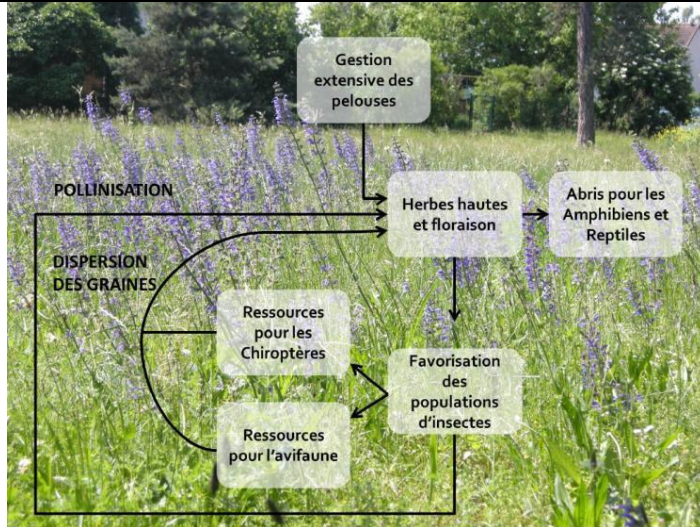 Gestion
extensive des
pelouses
POLLINISATION
Herbes hautes
et floraison
Abris pour les
Amphibiens et
Reptiles
DISPERSION
DES GRAINES
Ressources
pour les
Chiroptères
Favorisation
des
populations
d'insectes
Ressources
pour l'avifaune